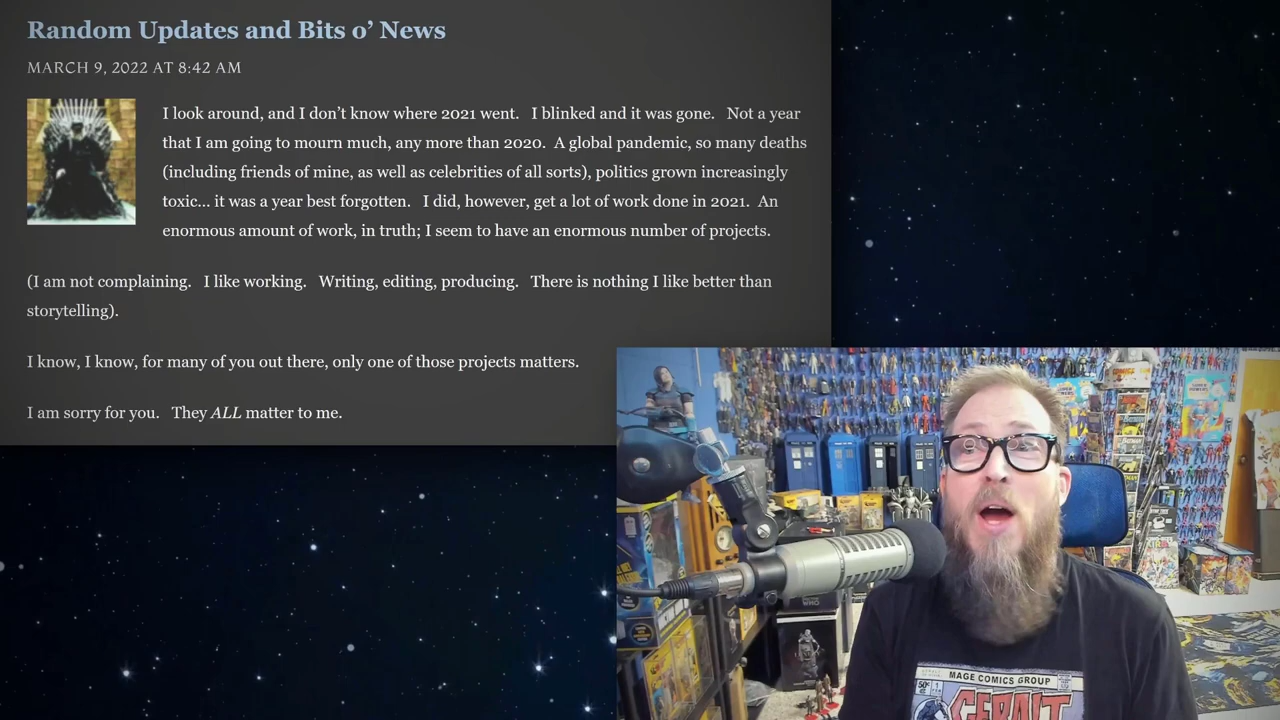 Random Updates and Bits o’ News
MARCH 9, 2022 AT 8:42 AM
I look around, and I don’t know where 2021 went. I blinked and it was gone. Not a year
that I am going to mourn much, any more than 2020. A global pandemic, so many deaths
(including friends of mine, as well as celebrities of all sorts), politics grown increasingly
toxic... it was a year best forgotten. I did, however, get a lot of work done in 2021. An
enormous amount of work, in truth; I seem to have an enormous number of projects.
(I am not complaining. I like working. Writing, editing, producing. There is nothing I like better than
storytelling).
I know, I know, for many of you out there, only one of those projects matters.
I am sorry for you. They ALL matter to me.
MAGE COMICS GROUP
50¢
GERALT